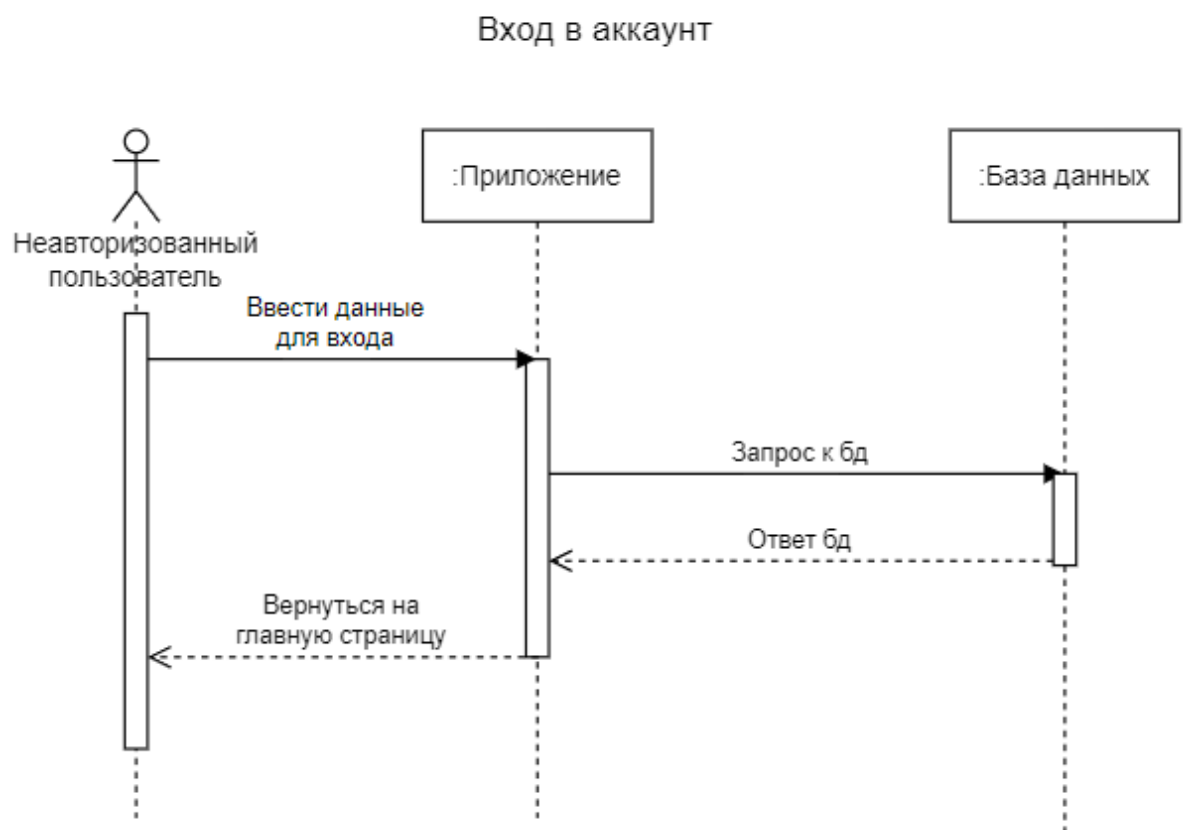 Вход в аккаунт
:Приложение
:База данных
Неавторизованный
пользователь
Ввести данные
для входа
Запрос к бд
Ответ бд
Вернуться на
главную страницу